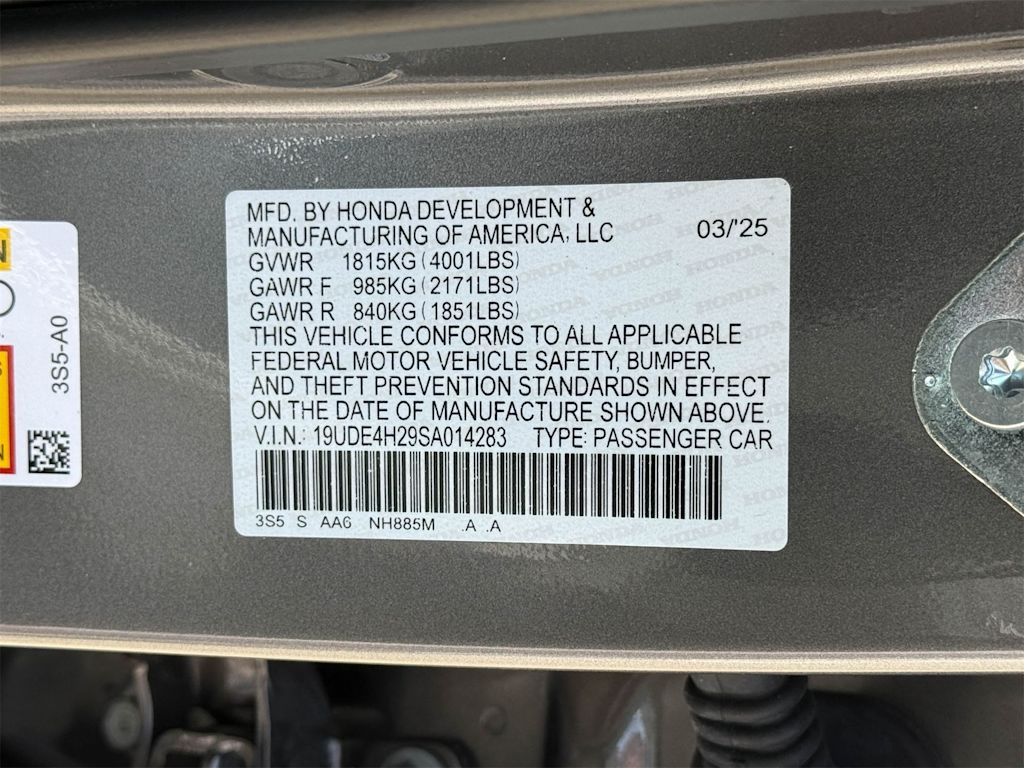 MFD. BY HONDA DEVELOPMENT &
MANUFACTURING OF AMERICA, LLC 03/'25
GVWR 1815KG (4001LBS)
GAWR F 985KG (2171LBS)
GAWR R 840KG (1851LBS)
THIS VEHICLE CONFORMS TO ALL APPLICABLE
FEDERAL MOTOR VEHICLE SAFETY, BUMPER,
AND THEFT PREVENTION STANDARDS IN EFFECT
ON THE DATE OF MANUFACTURE SHOWN ABOVE.
V.I.N.: 19UDE4H29SA014283 TYPE: PASSENGER CAR
3S5 S AA6 NH885M .A .A
3S5-A0